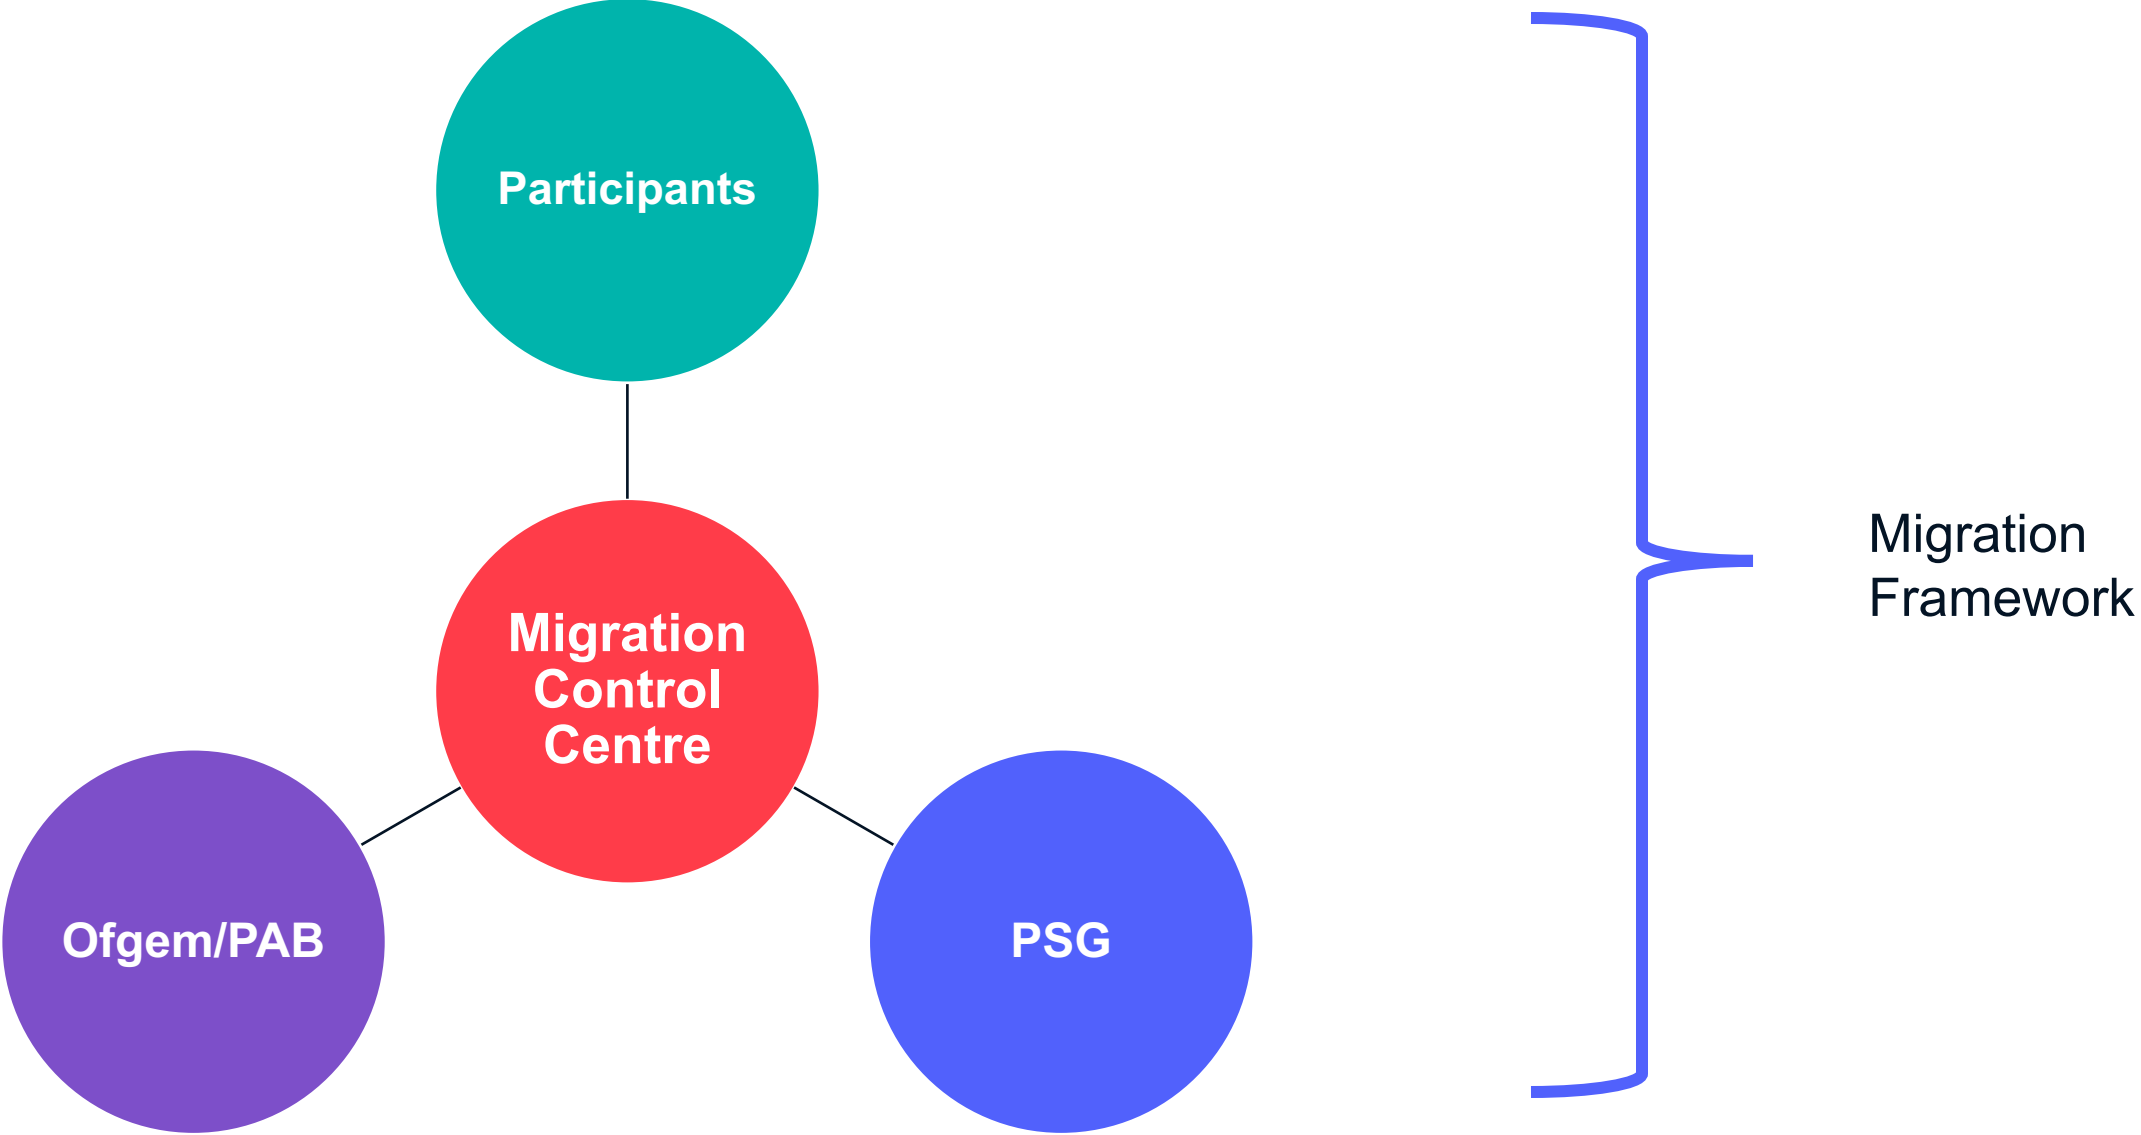 Participants
Migration
Control
Centre
Ofgem/PAB
PSG
Migration
Framework